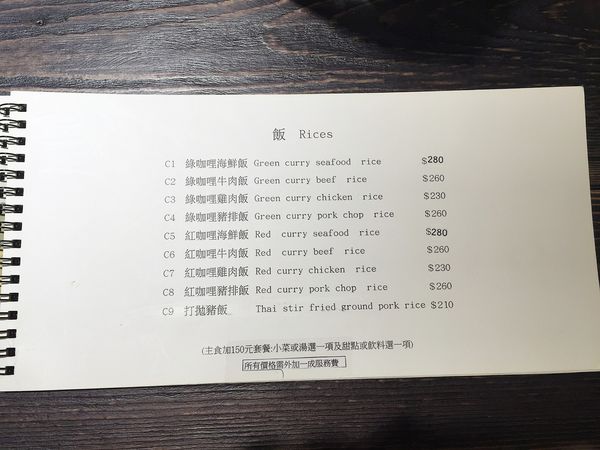 飯 Rices
C1 綠咖哩海鮮飯 Green curry seafood rice $280
C2 綠咖哩牛肉飯 Green curry beef rice $260
C3 綠咖哩雞肉飯 Green curry chicken rice $230
C4 綠咖哩豬排飯 Green curry pork chop rice $260
C5 紅咖哩海鮮飯 Red curry seafood rice $280
C6 紅咖哩牛肉飯 Red curry beef rice $260
C7 紅咖哩雞肉飯 Red curry chicken rice $230
C8 紅咖哩豬排飯 Red curry pork chop rice $260
C9 打拋豬飯 Thai stir fried ground pork rice $210
(主食加150元套餐:小菜或湯選一項及甜點或飲料選一項)
所有價格需外加一成服務費